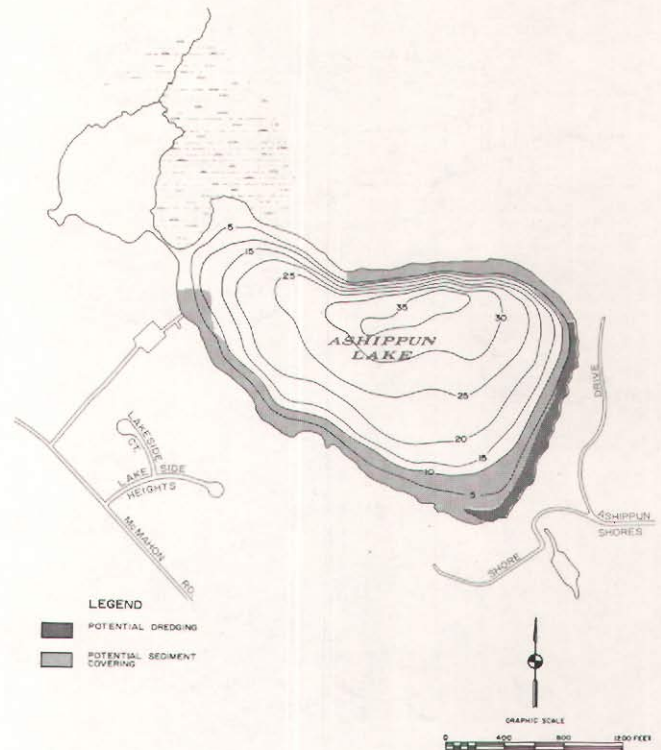 5
15
25
35
30
ASHIPPUN
LAKE
25
20
15
10
5
DRIVE
ASHIPPUN
SHORES
SHORE
LAKESIDE
CT.
LAKE SIDE
HEIGHTS
McMAHON
RD.
LEGEND
POTENTIAL DREDGING
POTENTIAL SEDIMENT
COVERING
GRAPHIC SCALE
0 400 800 1200 FEET